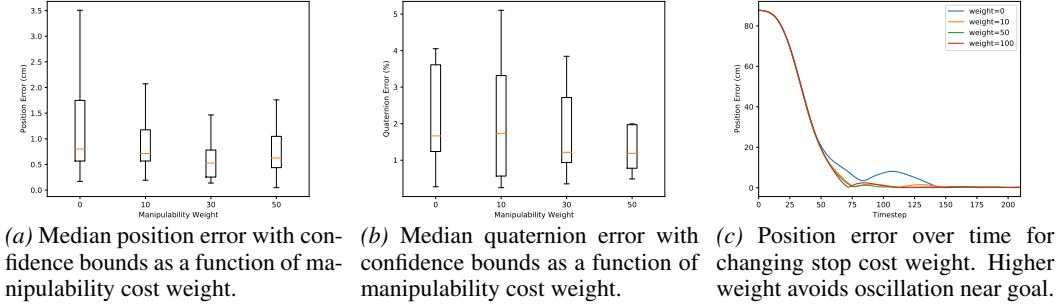 3.5
3.0
2.5
2.0
1.5
1.0
0.5
0.0
Position Error (cm)
0 10 30 50
Manipulability Weight
5
4
3
2
1
Quaternion Error (%)
0 10 30 50
Manipulability Weight
weight=0
weight=10
weight=50
weight=100
80
60
40
20
0
Position Error (cm)
0 25 50 75 100 125 150 175 200
Timestep
(a) Median position error with con-
fidence bounds as a function of ma-
nipulability cost weight.
(b) Median quaternion error with
confidence bounds as a function of
manipulability cost weight.
(c) Position error over time for
changing stop cost weight. Higher
weight avoids oscillation near goal.